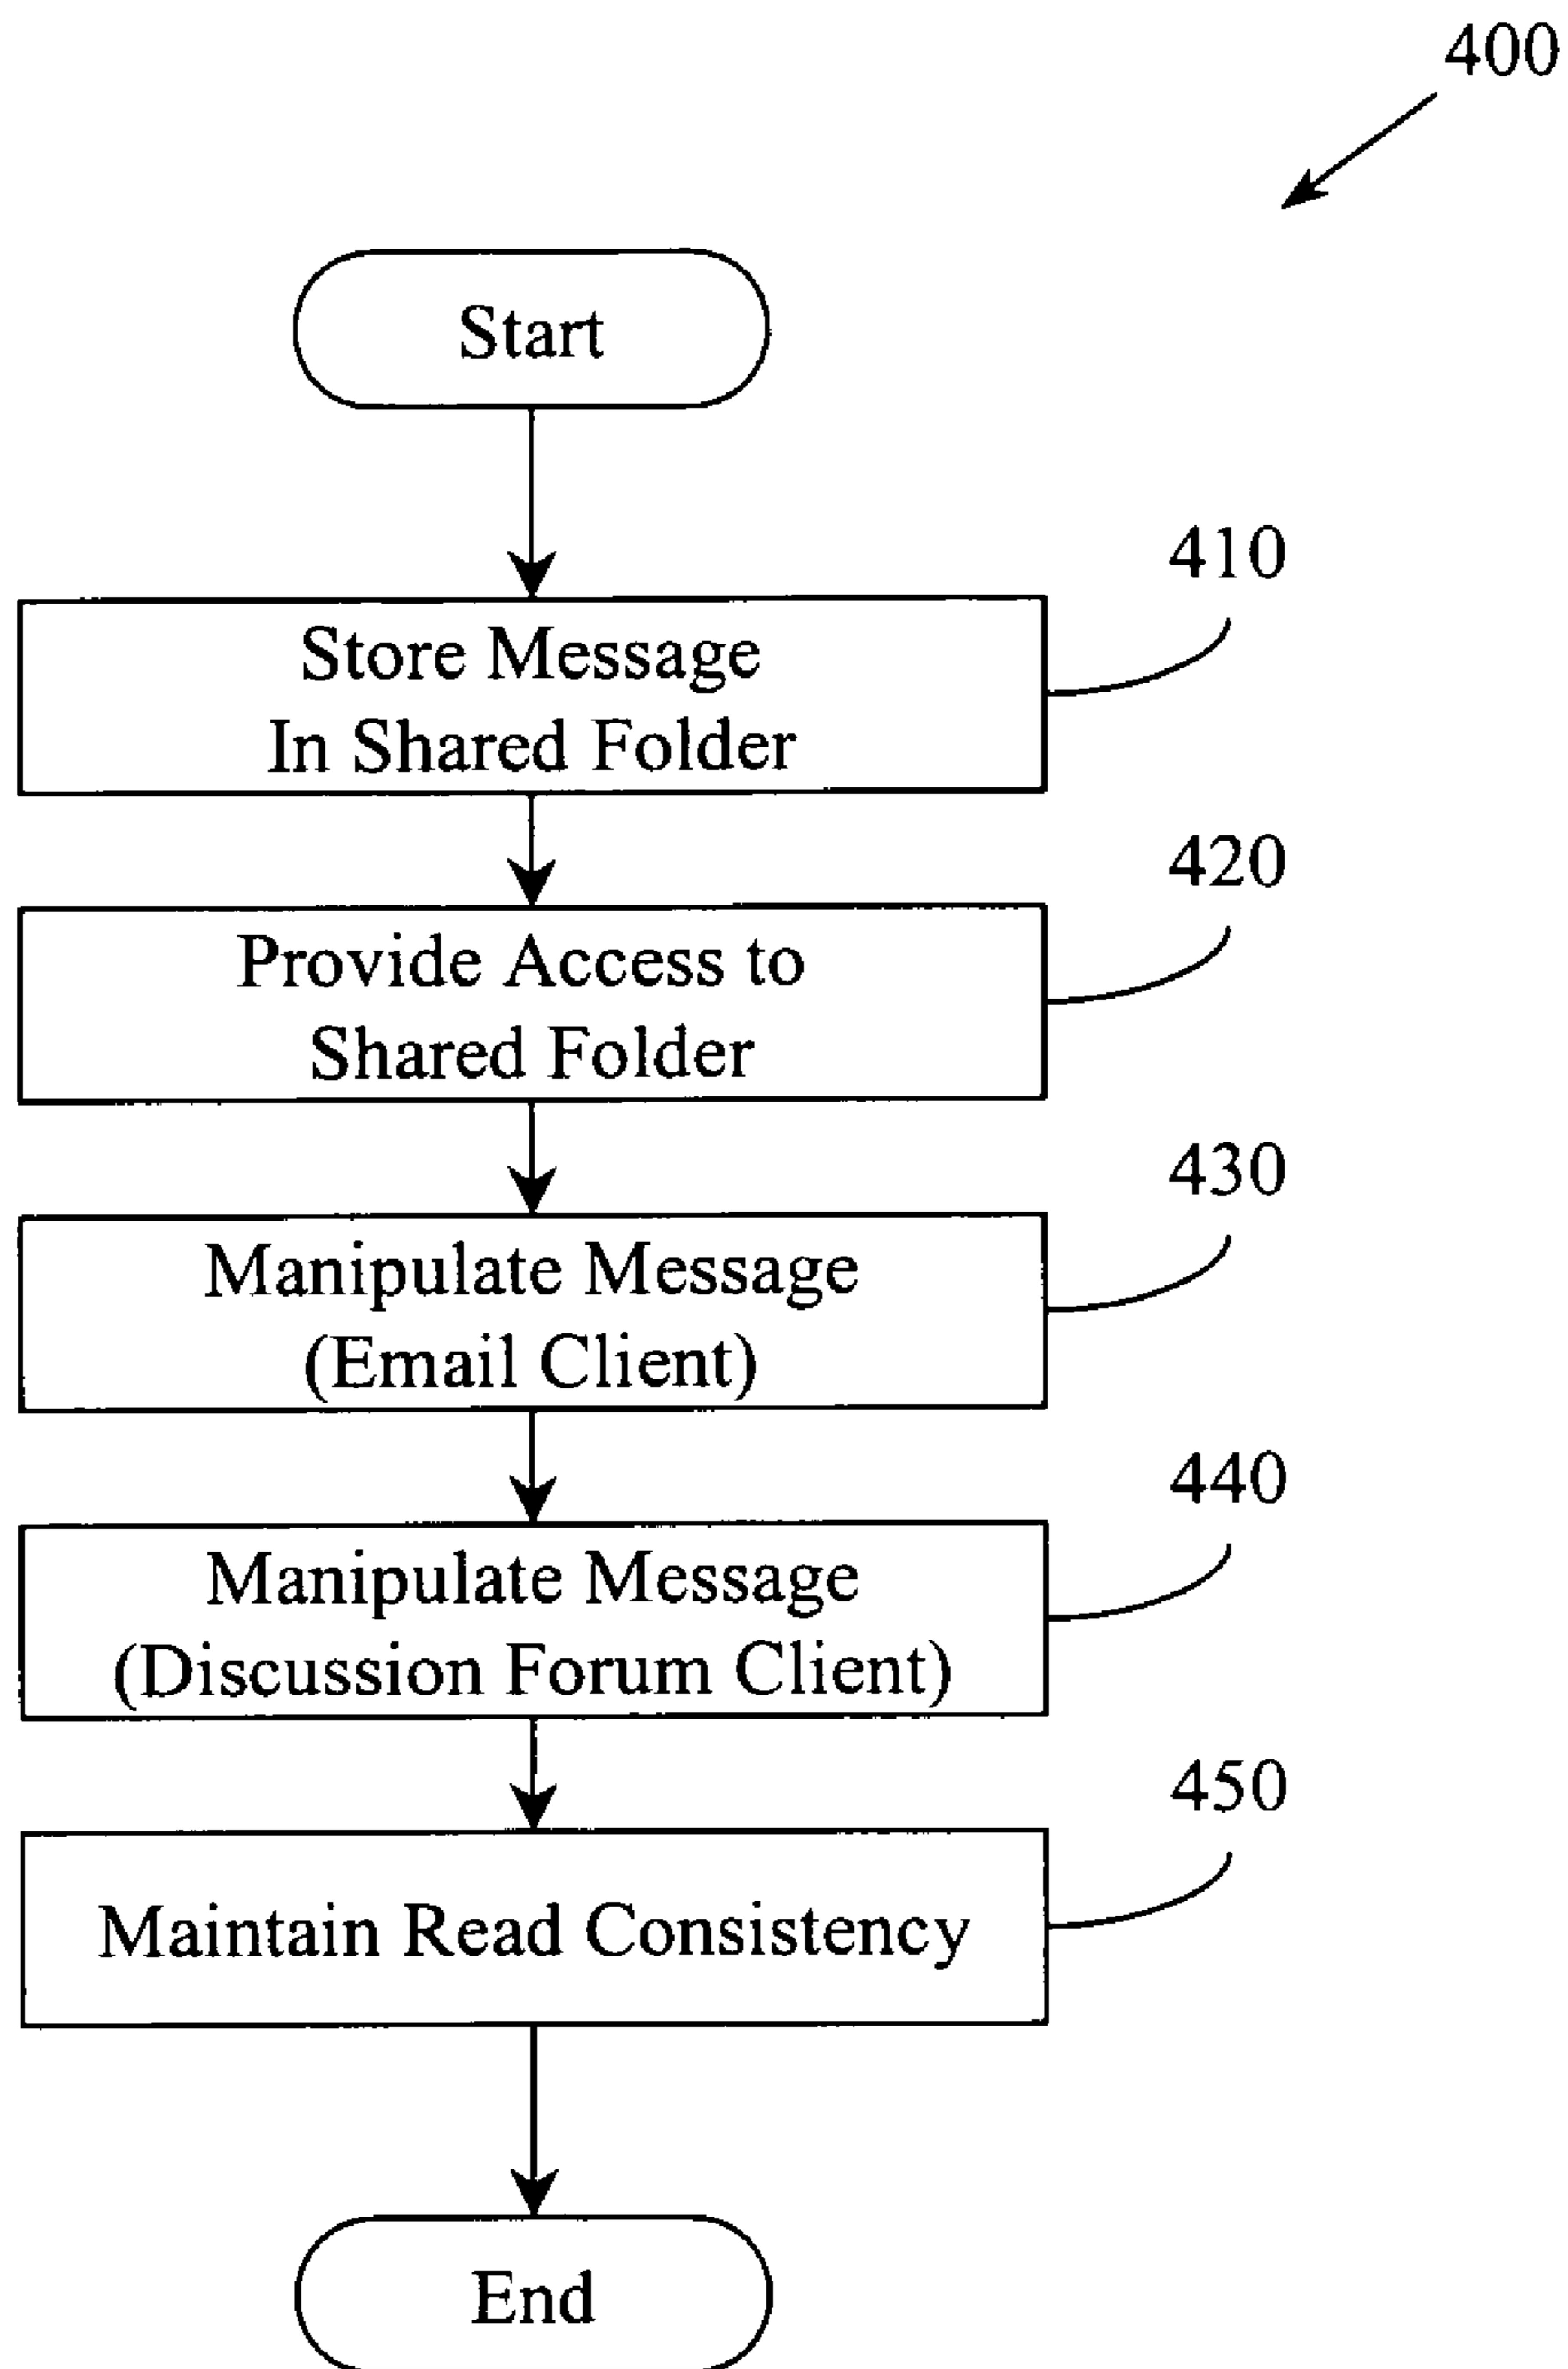 400
Start
410
Store Message
In Shared Folder
420
Provide Access to
Shared Folder
430
Manipulate Message
(Email Client)
440
Manipulate Message
(Discussion Forum Client)
450
Maintain Read Consistency
End